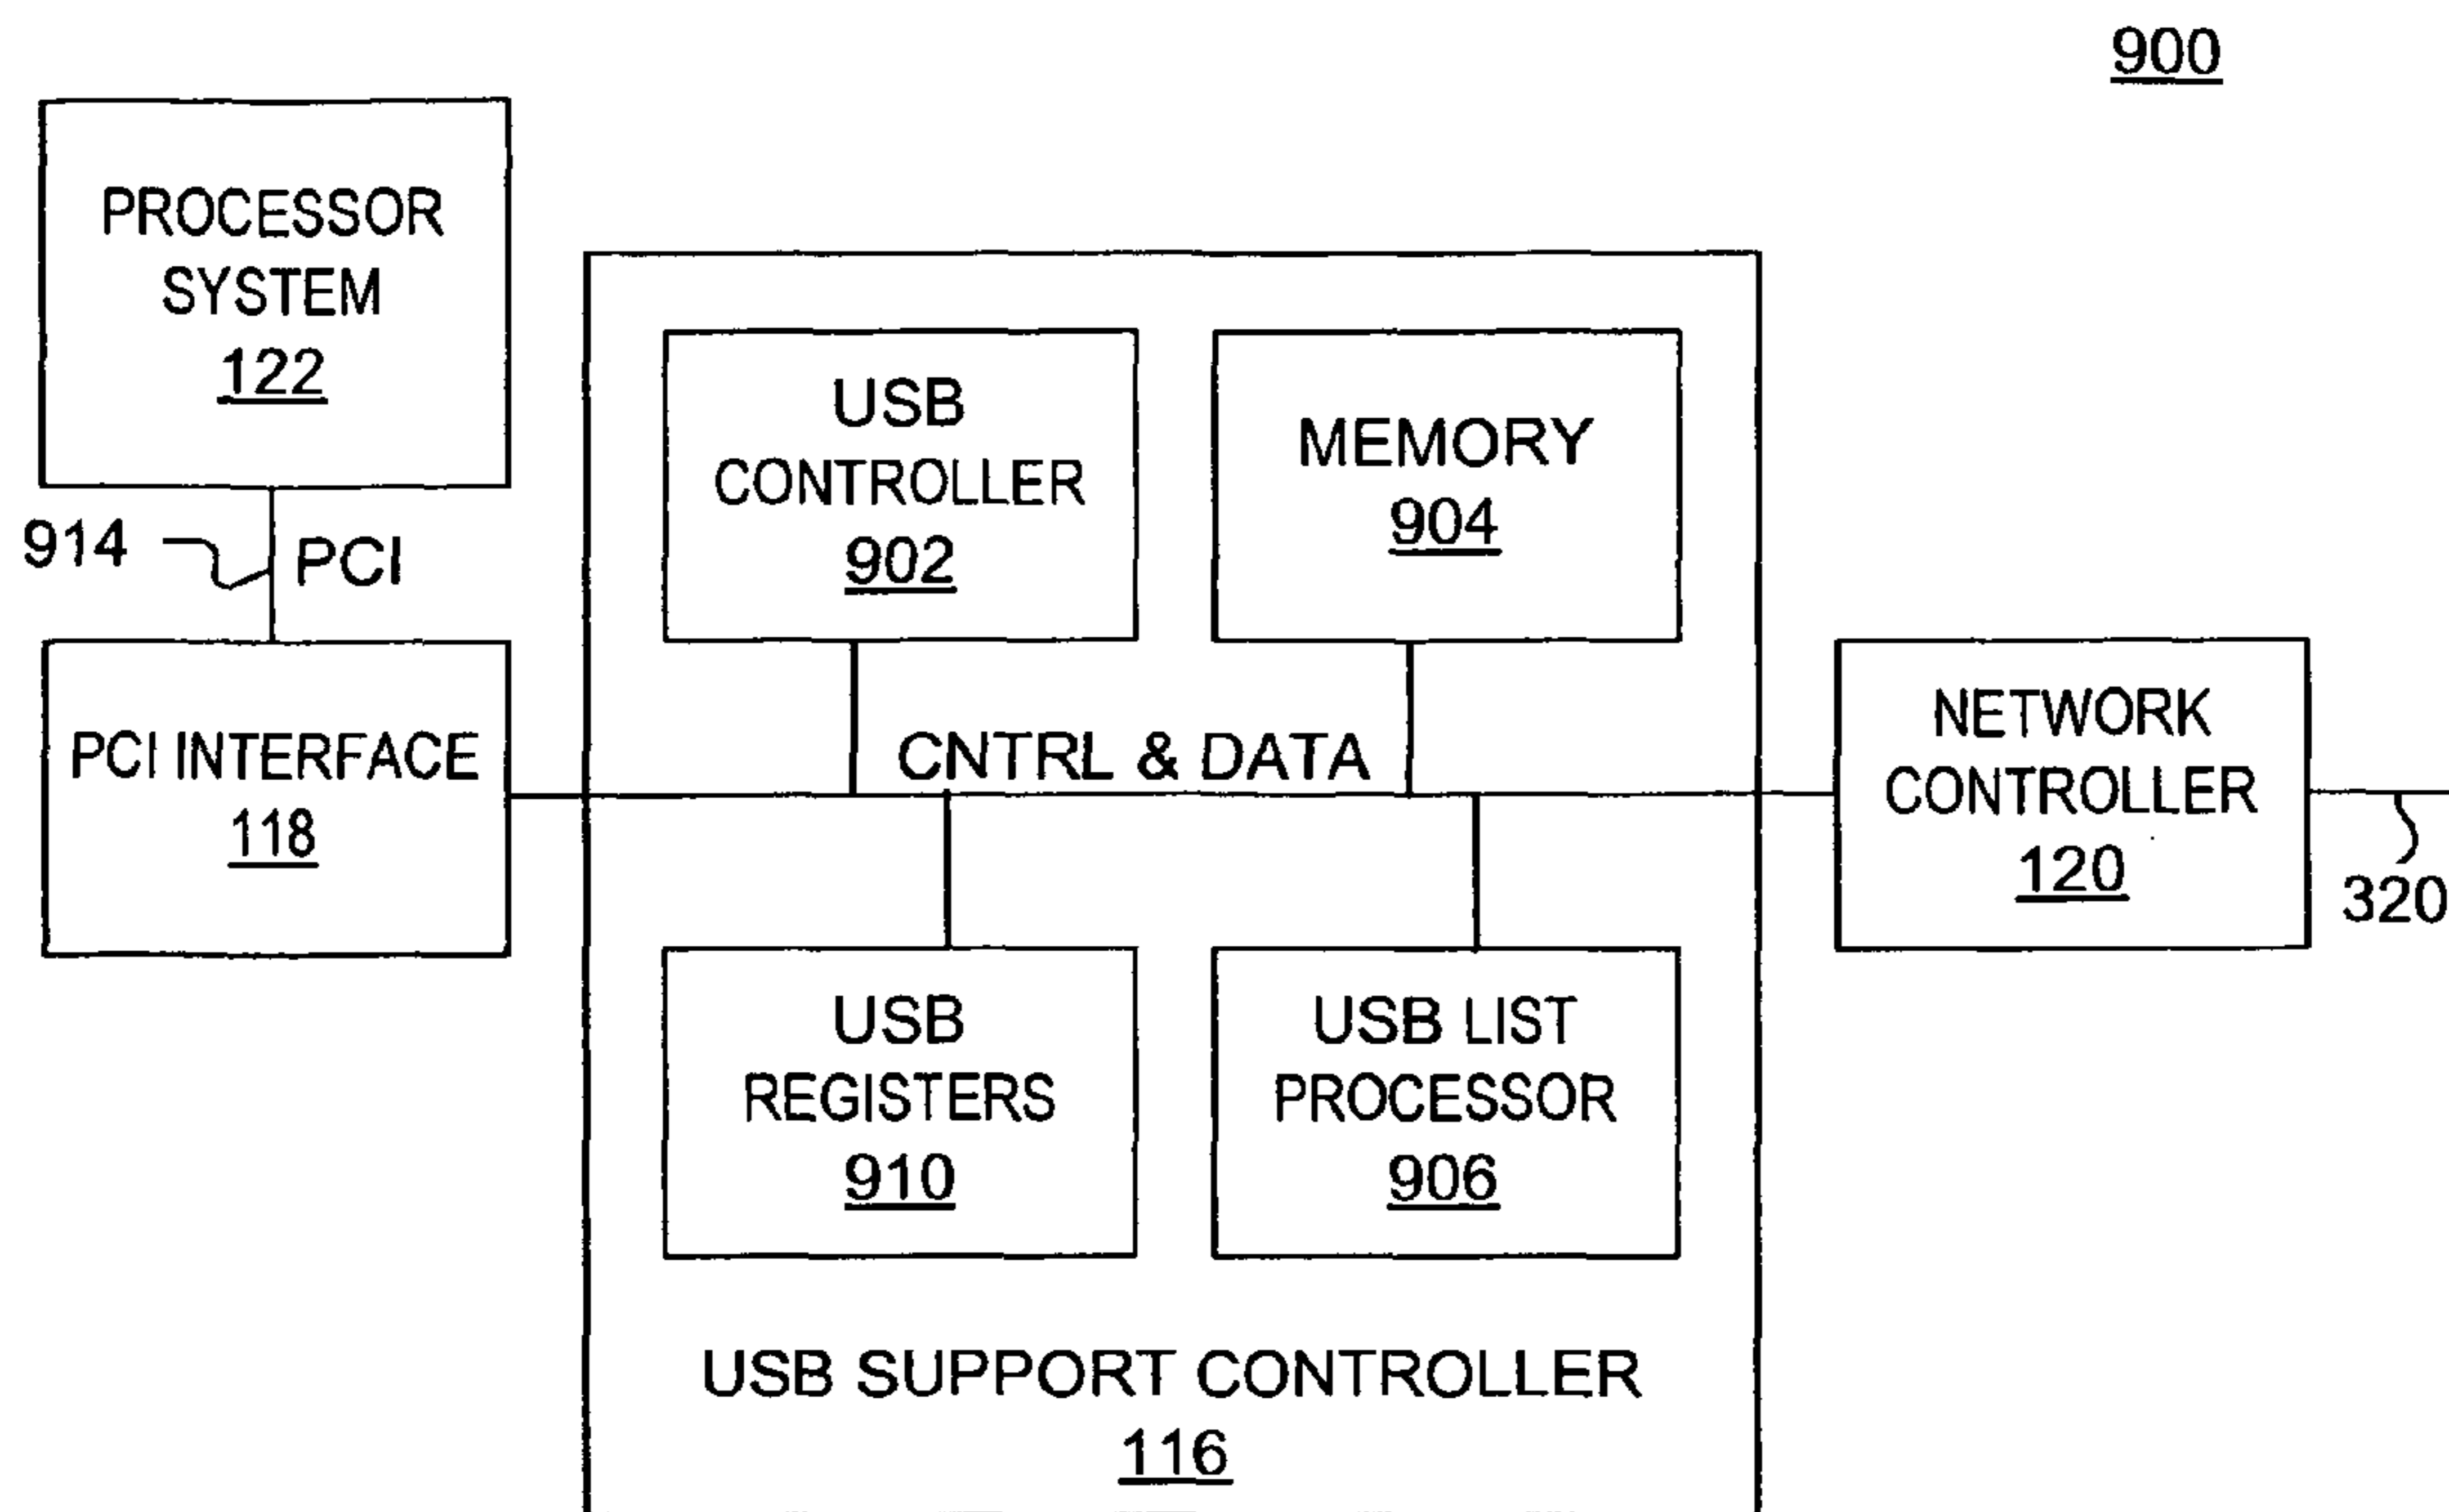 900
PROCESSOR
SYSTEM
122
914
PCI
PCI INTERFACE
118
USB
CONTROLLER
902
MEMORY
904
CNTRL & DATA
USB
REGISTERS
910
USB LIST
PROCESSOR
906
USB SUPPORT CONTROLLER
116
NETWORK
CONTROLLER
120
320